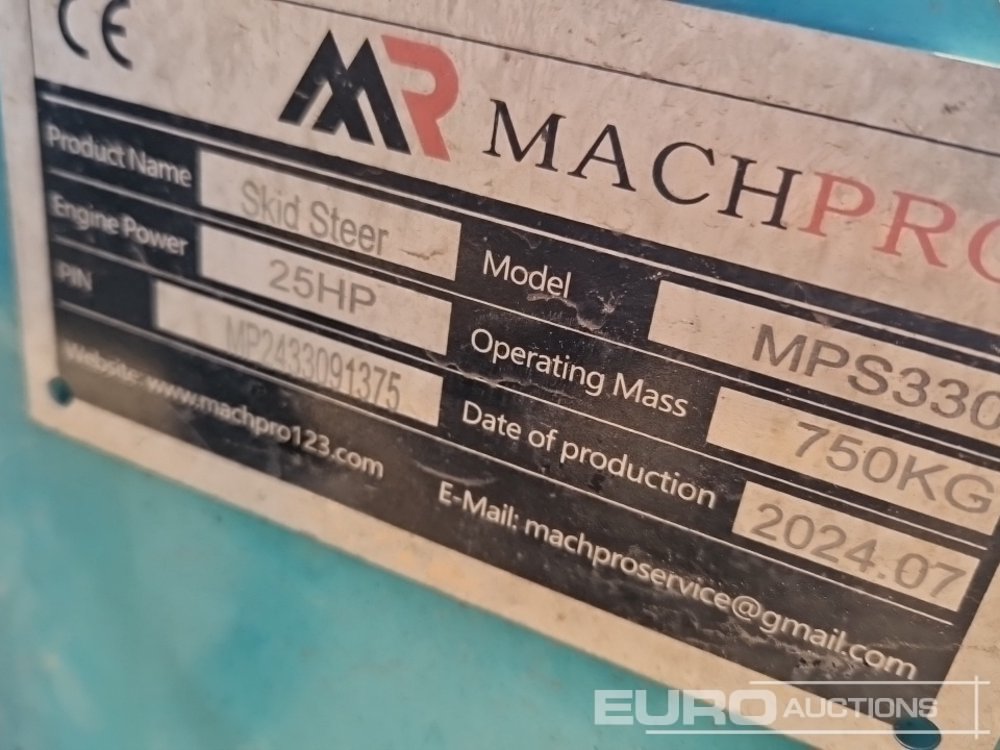 CE
MR MACHPRO
Product Name Skid Steer Model MPS330
Engine Power 25HP Operating Mass 750KG
PIN MP2433091375 Date of production 2024.07
Website: www.machpro123.com E-Mail: machproservice@gmail.com
EURO AUCTIONS